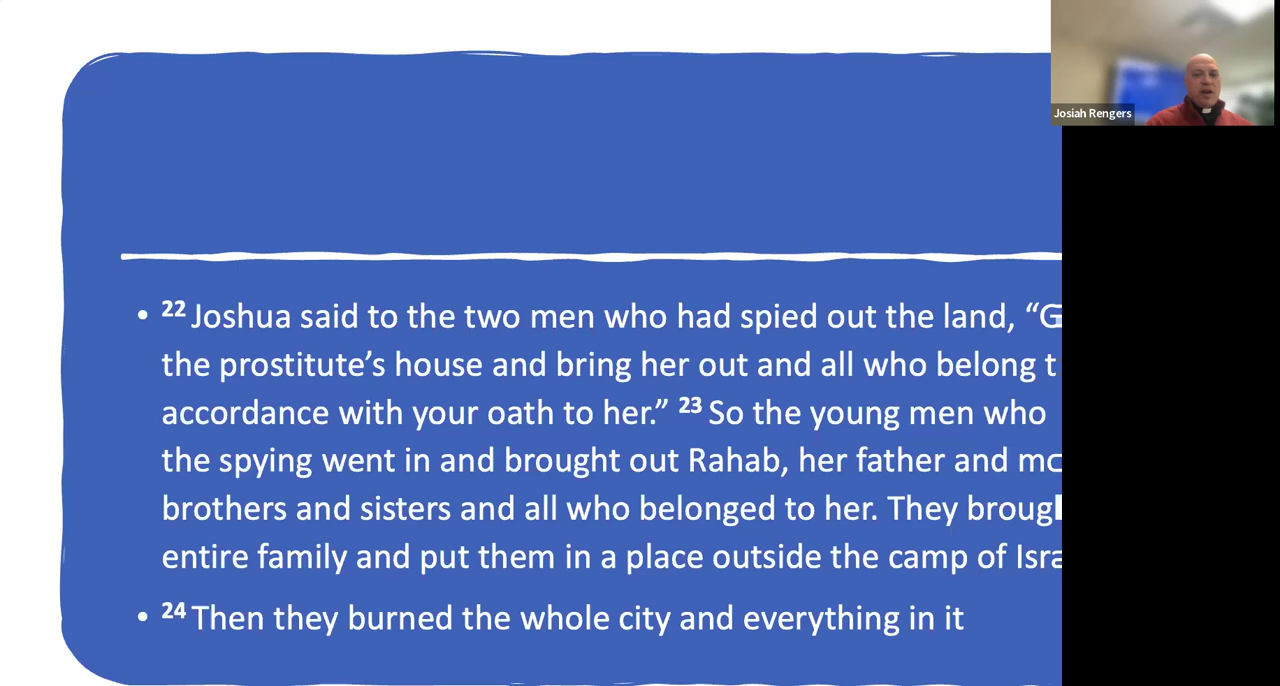 Josiah Rengers
• 22 Joshua said to the two men who had spied out the land, “G
the prostitute’s house and bring her out and all who belong t
accordance with your oath to her.” 23 So the young men who
the spying went in and brought out Rahab, her father and mo
brothers and sisters and all who belonged to her. They brough
entire family and put them in a place outside the camp of Isra
• 24 Then they burned the whole city and everything in it